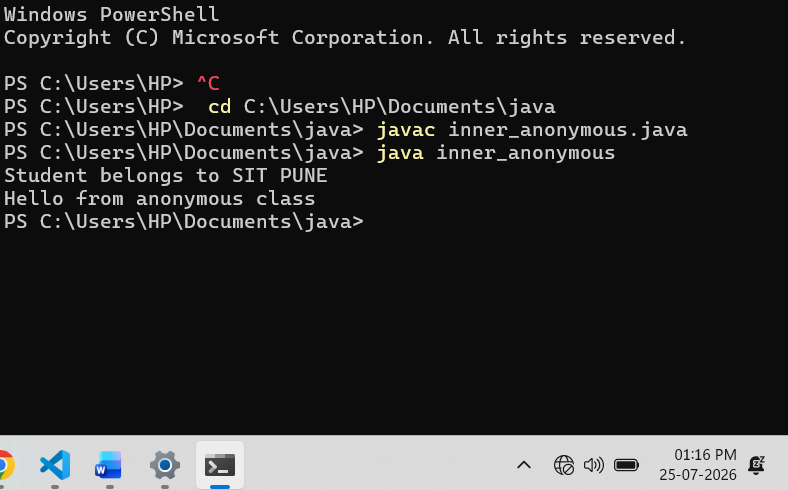 Windows PowerShell
Copyright (C) Microsoft Corporation. All rights reserved.
PS C:\Users\HP> ^C
PS C:\Users\HP>  cd C:\Users\HP\Documents\java
PS C:\Users\HP\Documents\java> javac inner_anonymous.java
PS C:\Users\HP\Documents\java> java inner_anonymous
Student belongs to SIT PUNE
Hello from anonymous class
PS C:\Users\HP\Documents\java>
W
01:16 PM
25-07-2026